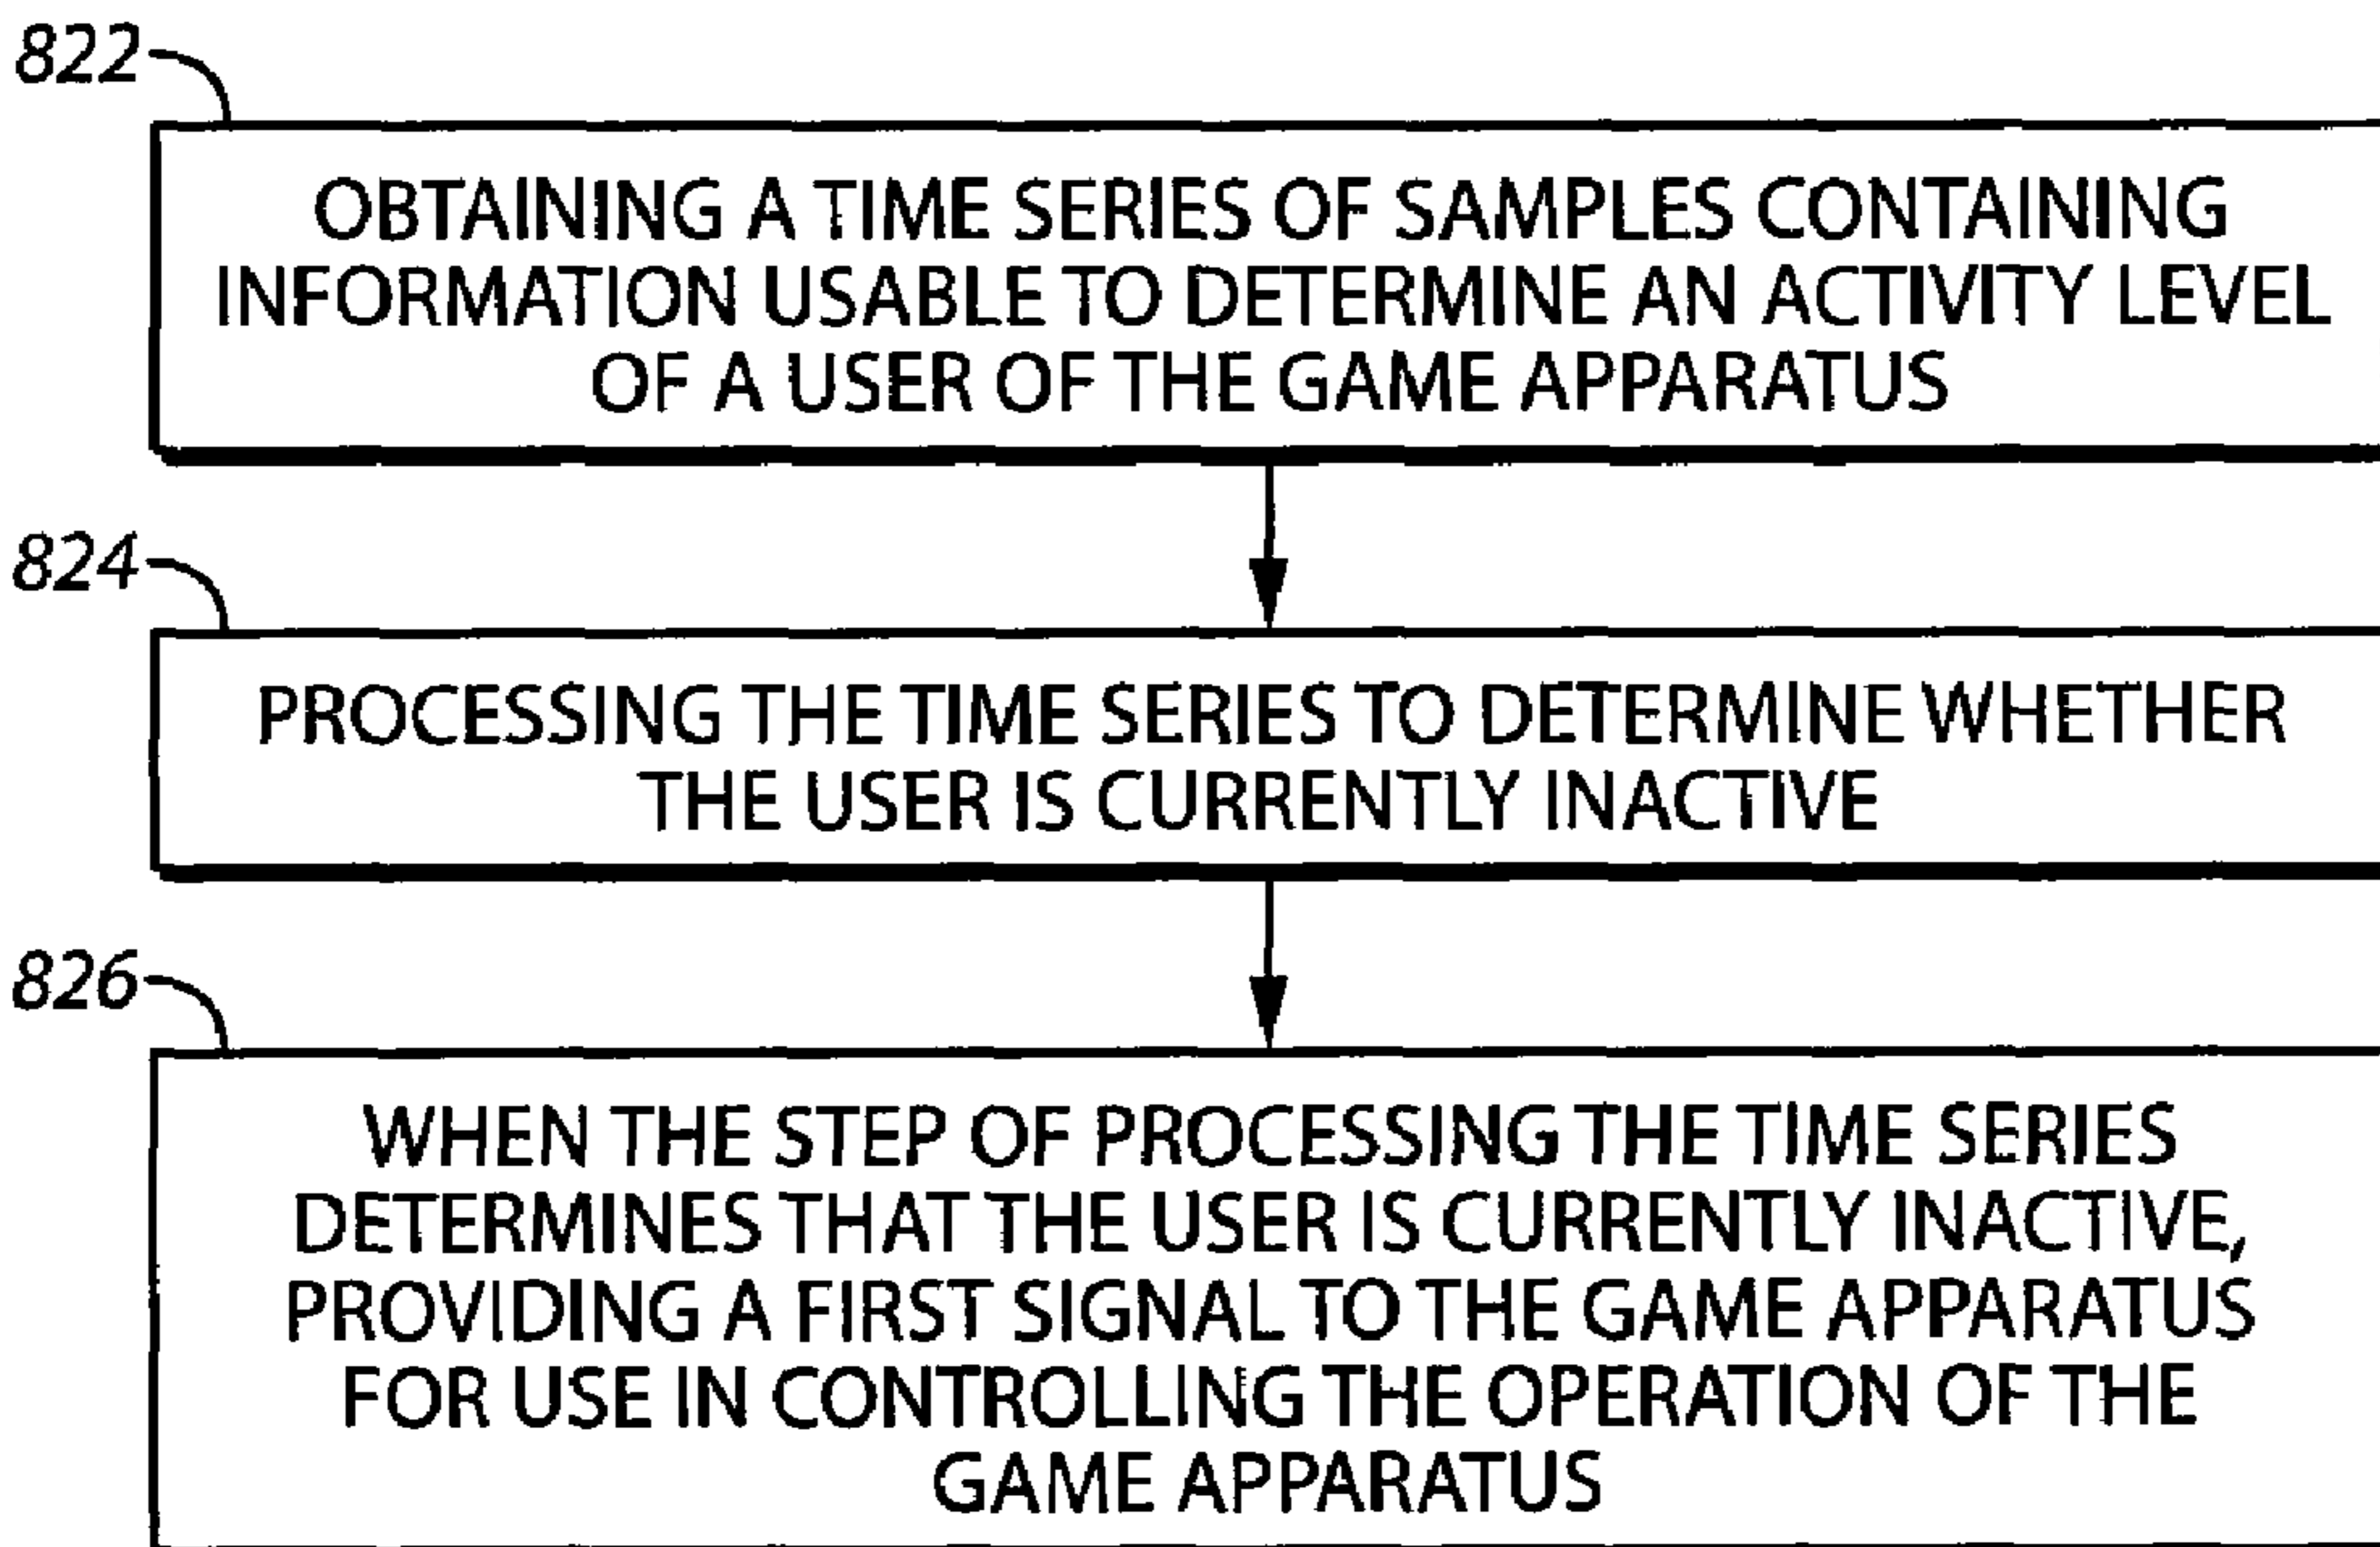 822
OBTAINING A TIME SERIES OF SAMPLES CONTAINING
INFORMATION USABLE TO DETERMINE AN ACTIVITY LEVEL
OF A USER OF THE GAME APPARATUS
824
PROCESSING THE TIME SERIES TO DETERMINE WHETHER
THE USER IS CURRENTLY INACTIVE
826
WHEN THE STEP OF PROCESSING THE TIME SERIES
DETERMINES THAT THE USER IS CURRENTLY INACTIVE,
PROVIDING A FIRST SIGNAL TO THE GAME APPARATUS
FOR USE IN CONTROLLING THE OPERATION OF THE
GAME APPARATUS